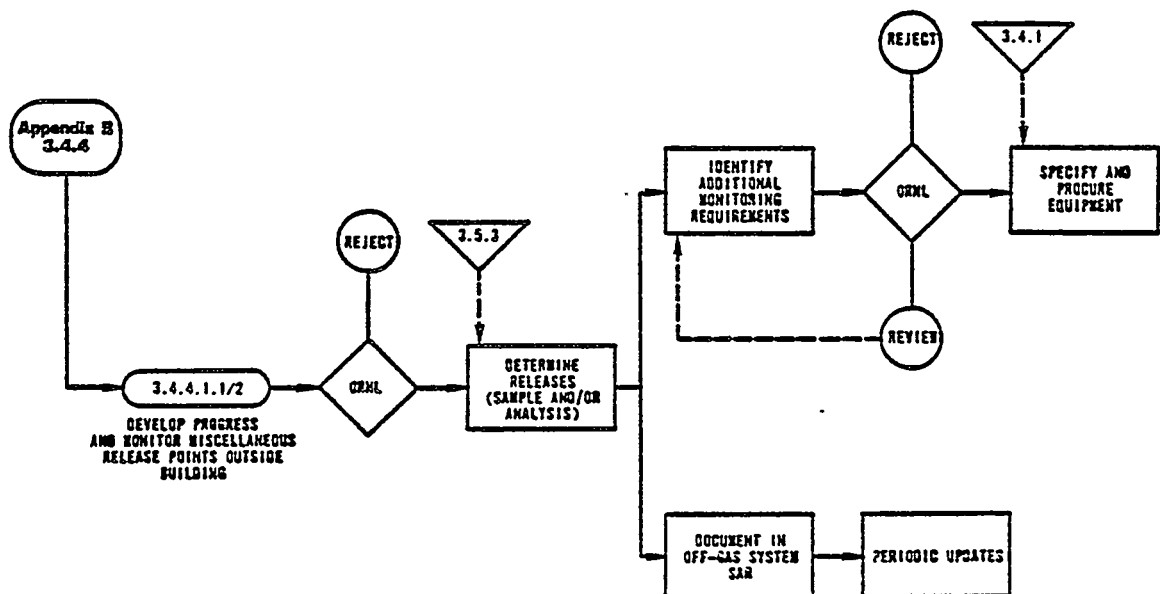 REJECT
3.4.1
Appendix B
3.4.4
IDENTIFY
ADDITIONAL
MONITORING
REQUIREMENTS
ORNL
SPECIFY AND
PROCURE
EQUIPMENT
REJECT
3.5.3
REVIEW
3.4.4.1.1/2
ORNL
DETERMINE
RELEASES
(SAMPLE AND/OR
ANALYSIS)
DEVELOP PROGRESS
AND MONITOR MISCELLANEOUS
RELEASE POINTS OUTSIDE
BUILDING
DOCUMENT IN
OFF-GAS SYSTEM
SAR
PERIODIC UPDATES